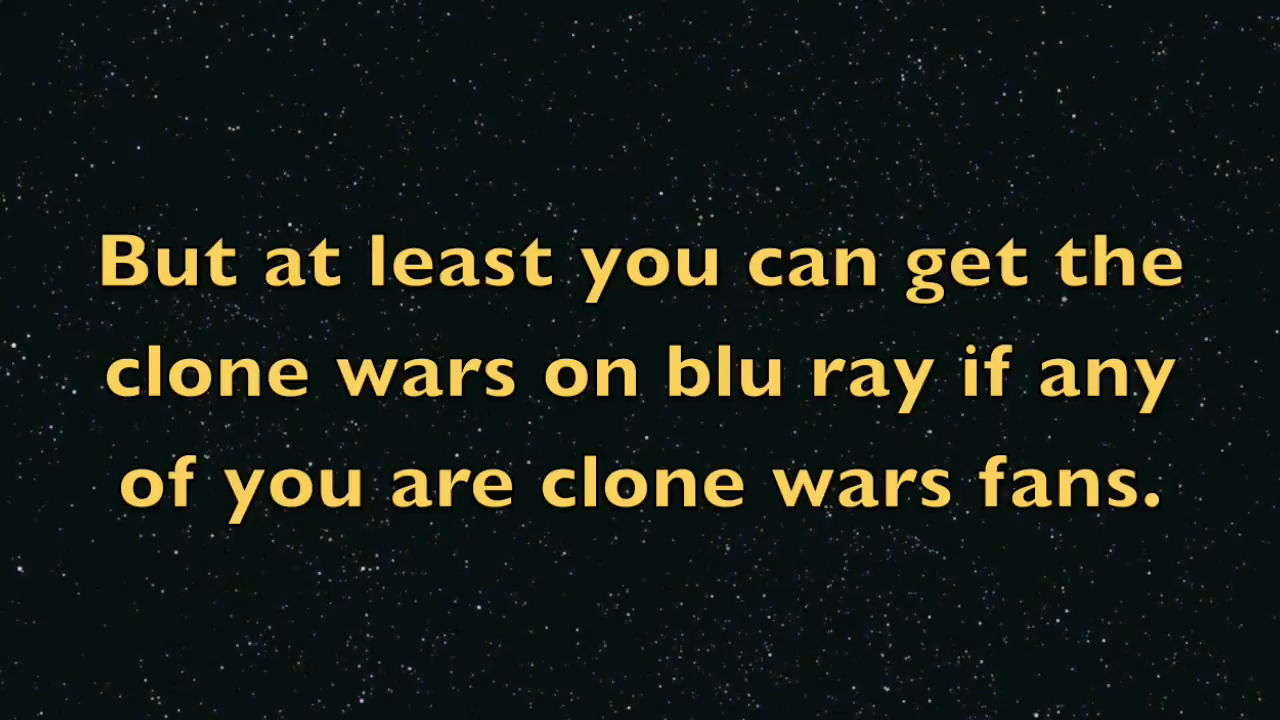 But at least you can get the
clone wars on blu ray if any
of you are clone wars fans.